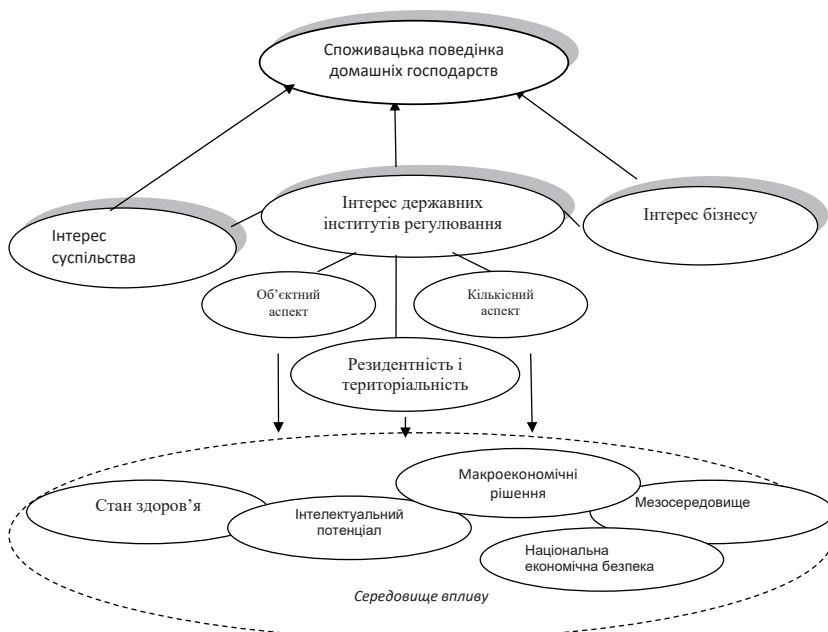 Споживацька поведінка
домашніх господарств
Інтерес державних
інститутів регулювання
Інтерес бізнесу
Інтерес
суспільства
Об’єктний
аспект
Кількісний
аспект
Резидентність і
територіальність
Макроекономічні
рішення
Мезосередовище
Стан здоров’я
Інтелектуальний
потенціал
Національна
економічна безпека
Середовище впливу